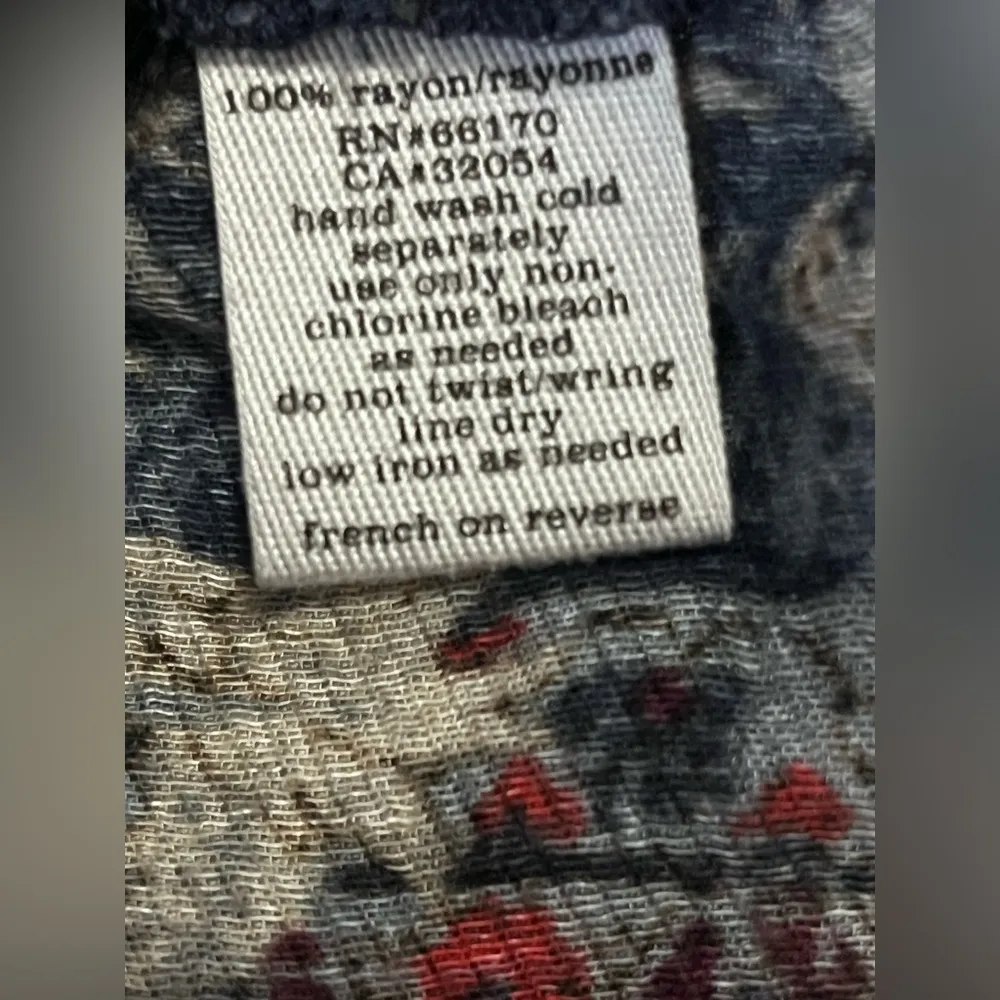 100% rayon/rayonne
RN#66170
CA#32054
hand wash cold
separately
use only non-
chlorine bleach
as needed
do not twist/wring
line dry
low iron as needed
french on reverse